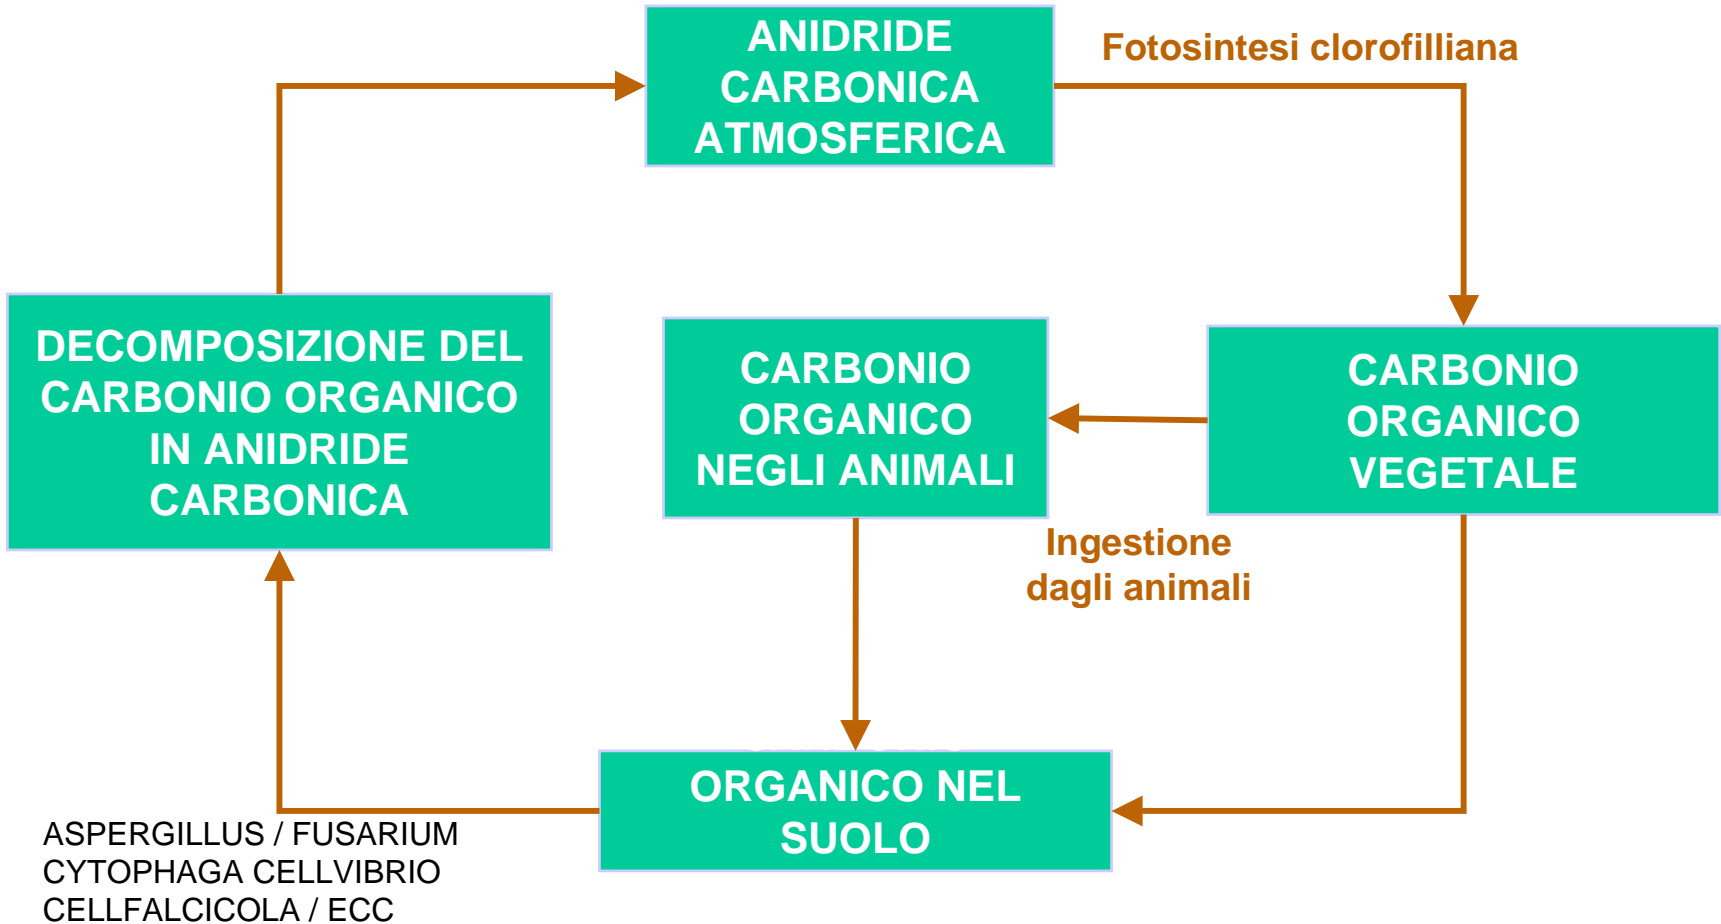 ANIDRIDE
CARBONICA
ATMOSFERICA
Fotosintesi clorofilliana
DECOMPOSIZIONE DEL
CARBONIO ORGANICO
IN ANIDRIDE
CARBONICA
CARBONIO
ORGANICO
NEGLI ANIMALI
CARBONIO
ORGANICO
VEGETALE
Ingestione
dagli animali
ORGANICO NEL
SUOLO
ASPERGILLUS / FUSARIUM
CYTOPHAGA CELLVIBRIO
CELLFALCICOLA / ECC